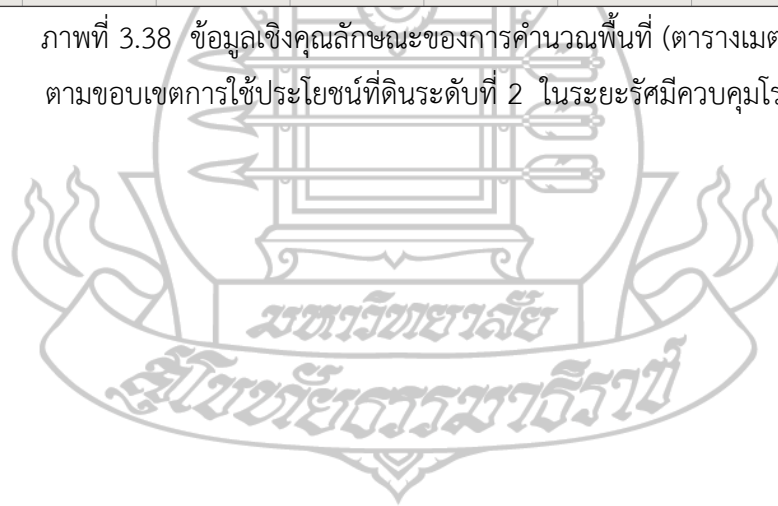 ภาพที่ 3.38 ข้อมูลเชิงคุณลักษณะของการคำนวณพื้นที่ (ตารางเมต
ตามขอบเขตการใช้ประโยชน์ที่ดินระดับที่ 2 ในระยะรัศมีควบคุมโร
มหาวิทยาลัย
สุโขทัยธรรมาธิราช